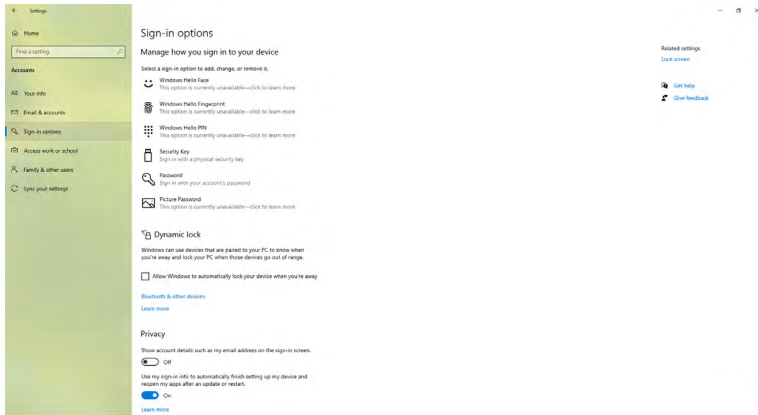 Settings
Home
Find a setting
Accounts
Your info
Email & accounts
Sign-in options
Access work or school
Family & other users
Sync your settings
Sign-in options
Manage how you sign in to your device
Select a sign-in option to add, change, or remove it.
Windows Hello Face
This option is currently unavailable—click to learn more
Windows Hello Fingerprint
This option is currently unavailable—click to learn more
Windows Hello PIN
This option is currently unavailable—click to learn more
Security Key
Sign in with a physical security key
Password
Sign in with your account's password
Picture Password
This option is currently unavailable—click to learn more
Dynamic lock
Windows can use devices that are paired to your PC to know when
you're away and lock your PC when those devices go out of range.
Allow Windows to automatically lock your device when you're away
Bluetooth & other devices
Learn more
Privacy
Show account details such as my email address on the sign-in screen.
Off
Use my sign-in info to automatically finish setting up my device and
reopen my apps after an update or restart.
On
Learn more
Related settings
Lock screen
Get help
Give feedback